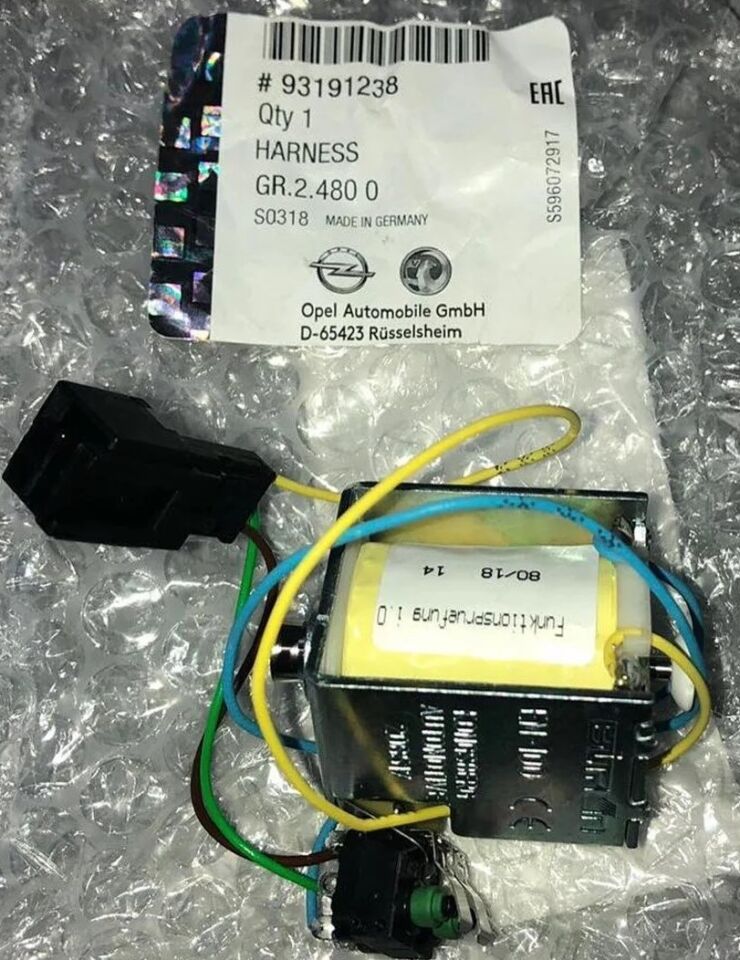 # 93191238
Qty 1
HARNESS
GR.2.480 0
S0318 MADE IN GERMANY
EAC
S596072917
Opel Automobile GmbH
D-65423 Rüsselsheim
Funktionspruefung i.O
80/18 14
CE